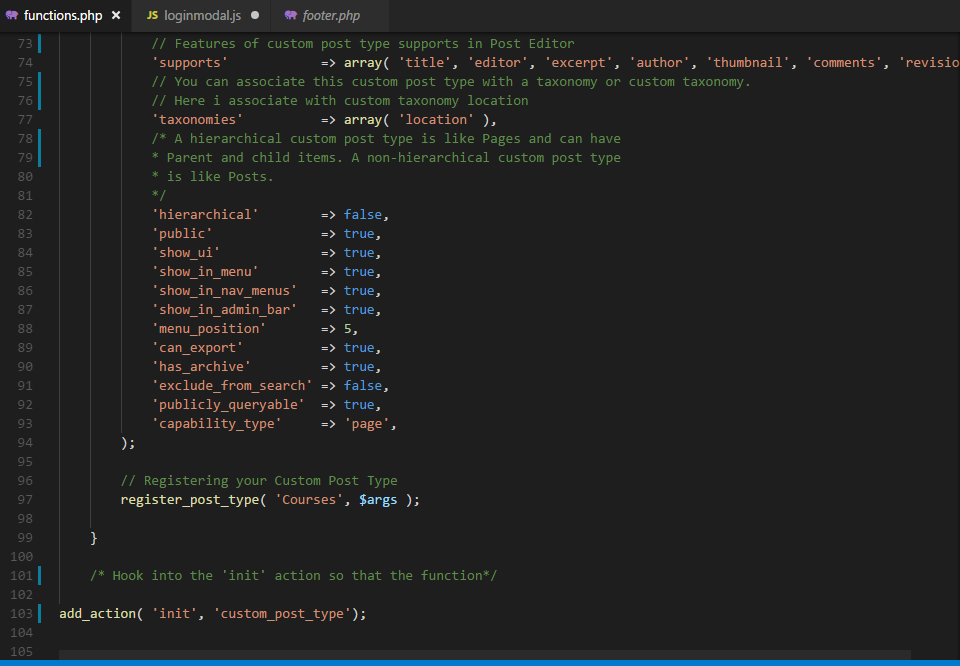 functions.php × JS loginmodal.js ● footer.php
73 // Features of custom post type supports in Post Editor
74 'supports' => array( 'title', 'editor', 'excerpt', 'author', 'thumbnail', 'comments', 'revisio
75 // You can associate this custom post type with a taxonomy or custom taxonomy.
76 // Here i associate with custom taxonomy location
77 'taxonomies' => array( 'location' ),
78 /* A hierarchical custom post type is like Pages and can have
79 * Parent and child items. A non-hierarchical custom post type
80 * is like Posts.
81 */
82 'hierarchical' => false,
83 'public' => true,
84 'show_ui' => true,
85 'show_in_menu' => true,
86 'show_in_nav_menus' => true,
87 'show_in_admin_bar' => true,
88 'menu_position' => 5,
89 'can_export' => true,
90 'has_archive' => true,
91 'exclude_from_search' => false,
92 'publicly_queryable' => true,
93 'capability_type' => 'page',
94 );
95
96 // Registering your Custom Post Type
97 register_post_type( 'Courses', $args );
98
99 }
100
101 /* Hook into the 'init' action so that the function*/
102
103 add_action( 'init', 'custom_post_type');
104
105